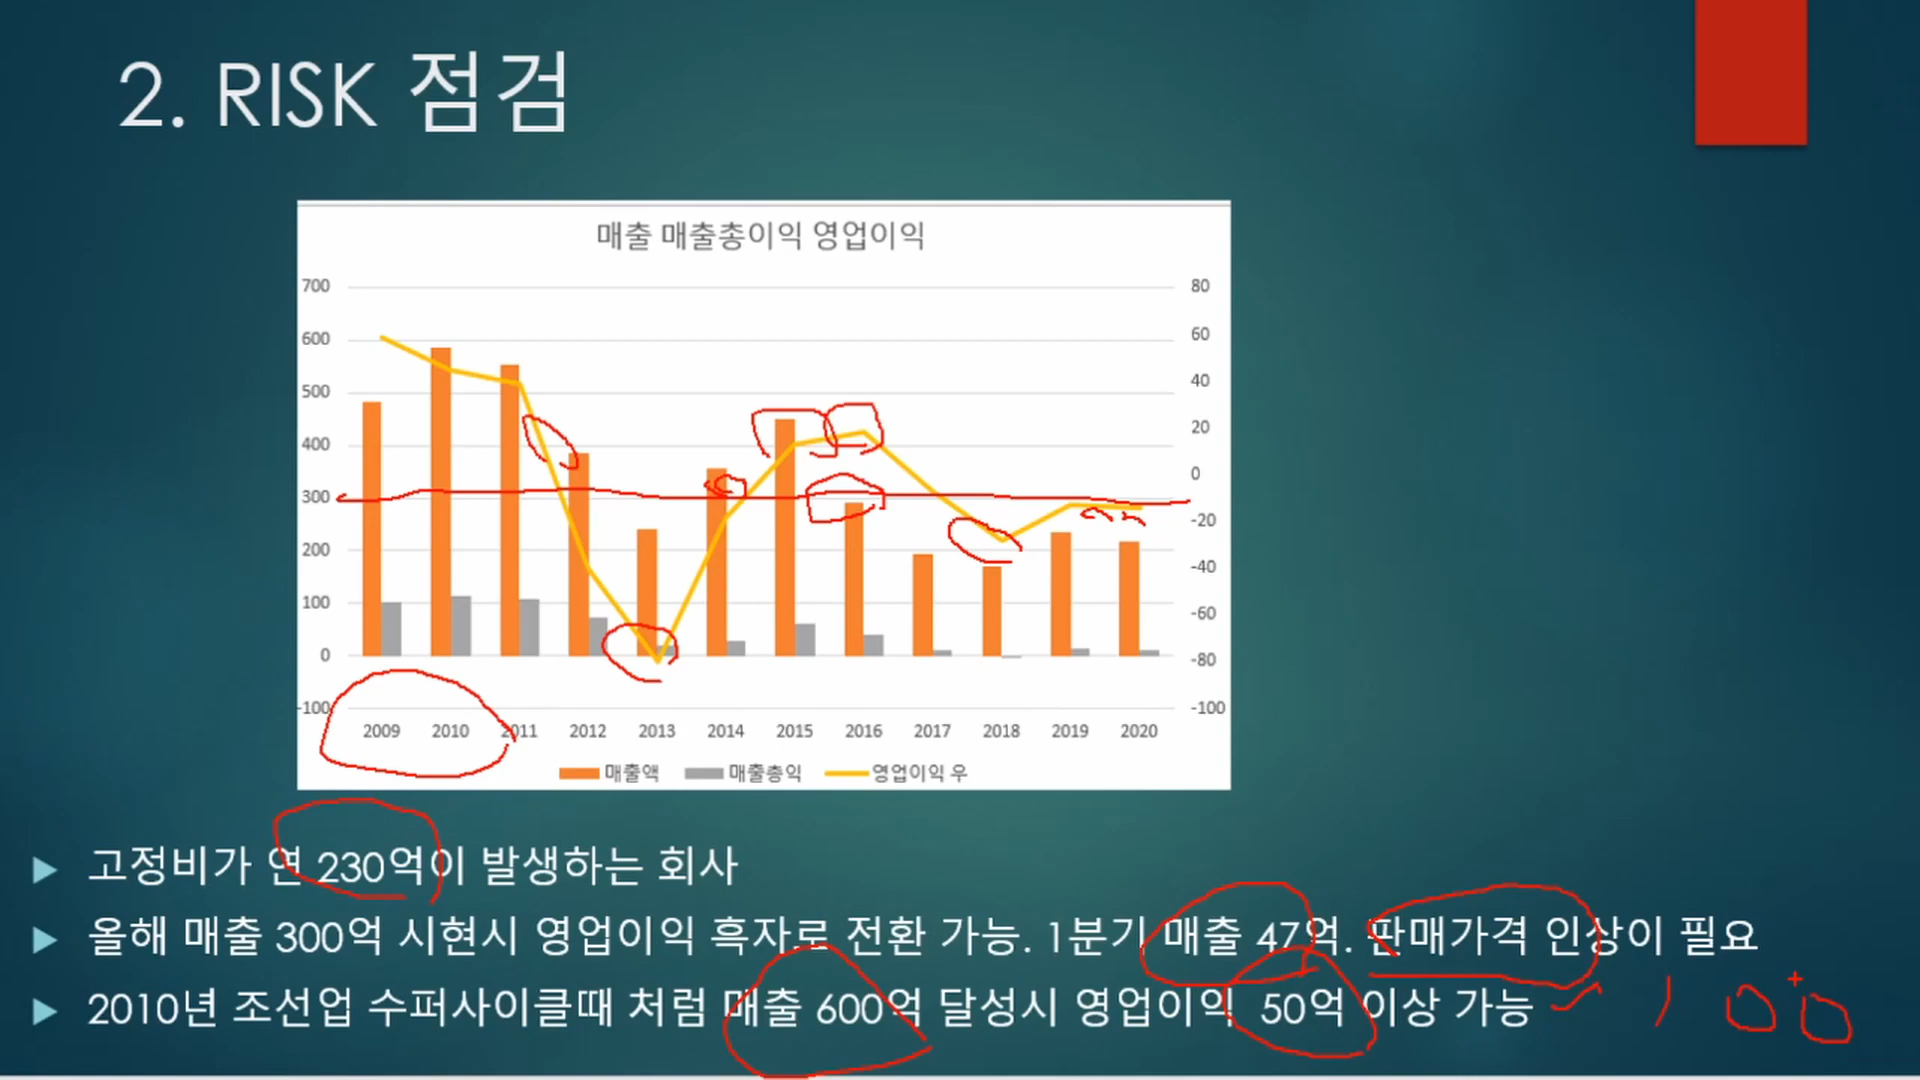 2. RISK 점검
매출 매출총이익 영업이익
700 80
600 60
500 40
400 20
300 0
200 -20
100 -40
0 -60
-100 -80
-100
2009 2010 2011 2012 2013 2014 2015 2016 2017 2018 2019 2020
매출액 매출총익 영업이익 우
고정비가 연 230억이 발생하는 회사
올해 매출 300억 시현시 영업이익 흑자로 전환 가능. 1분기 매출 47억. 판매가격 인상이 필요
2010년 조선업 수퍼사이클때 처럼 매출 600억 달성시 영업이익 50억 이상 가능
100